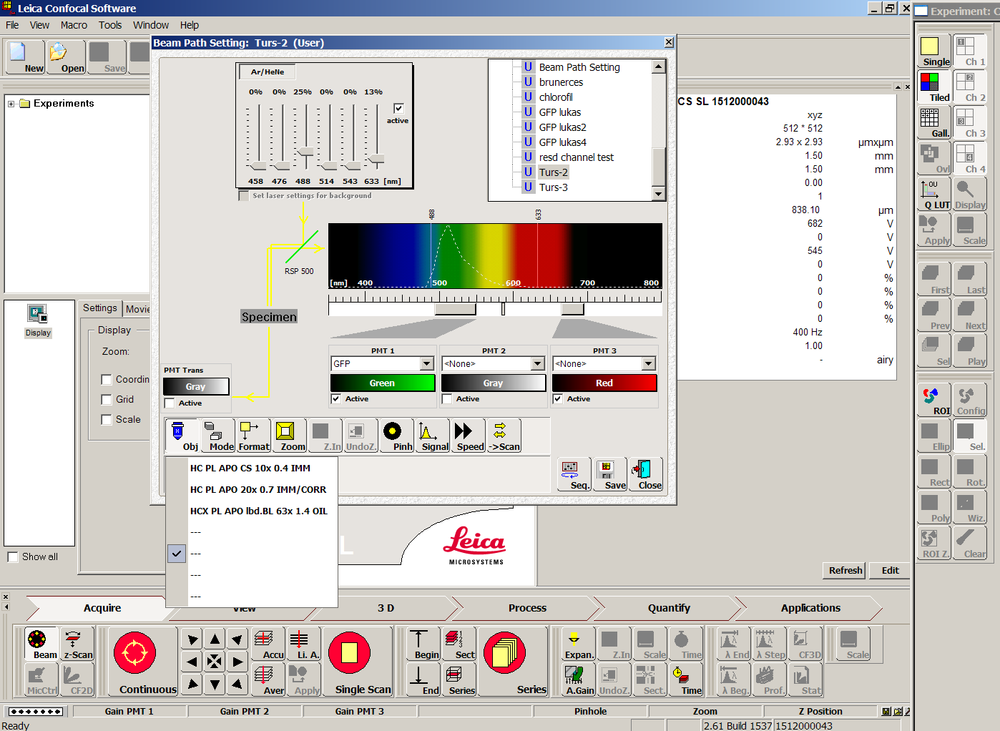 Leica Confocal Software
Experiment: C
File View Macro Tools Window Help
New Open Save
Beam Path Setting: Turs-2 (User)
Experiments
Ar/HeNe
0% 0% 25% 0% 0% 13%
active
458 476 488 514 543 633 [nm]
Set laser settings for background
U Beam Path Setting
U brunerces
U chlorofil
U GFP lukas
U GFP lukas2
U GFP lukas4
U resd channel test
U Turs-2
U Turs-3
CS SL 1512000043
xyz
512 * 512
2.93 x 2.93 µmxµm
1.50 mm
1.50 mm
0.00
1
838.10 µm
682 V
0 V
545 V
0 V
0 %
0 %
0 %
0 %
400 Hz
1.00
- airy
488 633
RSP 500
[nm] 400 500 600 700 800
Specimen
PMT Trans
Gray
Active
PMT 1 PMT 2 PMT 3
GFP <None> <None>
Green Gray Red
Active Active Active
Display
Settings Movie
Display
Zoom:
Coordin
Grid
Scale
Show all
Obj Mode Format Zoom Z.In UndoZ. Pinh Signal Speed ->Scan
Seq. Save Close
HC PL APO CS 10x 0.4 IMM
HC PL APO 20x 0.7 IMM/CORR
HCX PL APO lbd.BL 63x 1.4 OIL
---
---
---
---
L
Leica
MICROSYSTEMS
Refresh Edit
Single Ch 1
Tiled Ch 2
Gall. Ch 3
Ovl Ch 4
Q LUT Display
Apply Scale
First Last
Prev Next
Sel Play
ROI Config
Ellip Sel.
Rect Rot.
Poly Wiz.
ROI Z. Clear
Acquire View 3 D Process Quantify Applications
Beam z-Scan
MicCtrl CF2D
Continuous
Accu Li. A.
Aver Apply
Single Scan
Begin Sect
End Series
Series
Expan. Z.In Scale Time
A.Gain UndoZ. Sect. Time
λ End λ Step CF3D
λ Beg. Prof. Stat
Scale
Gain PMT 1 Gain PMT 2 Gain PMT 3 Pinhole Zoom Z Position
Ready
2.61 Build 1537 1512000043